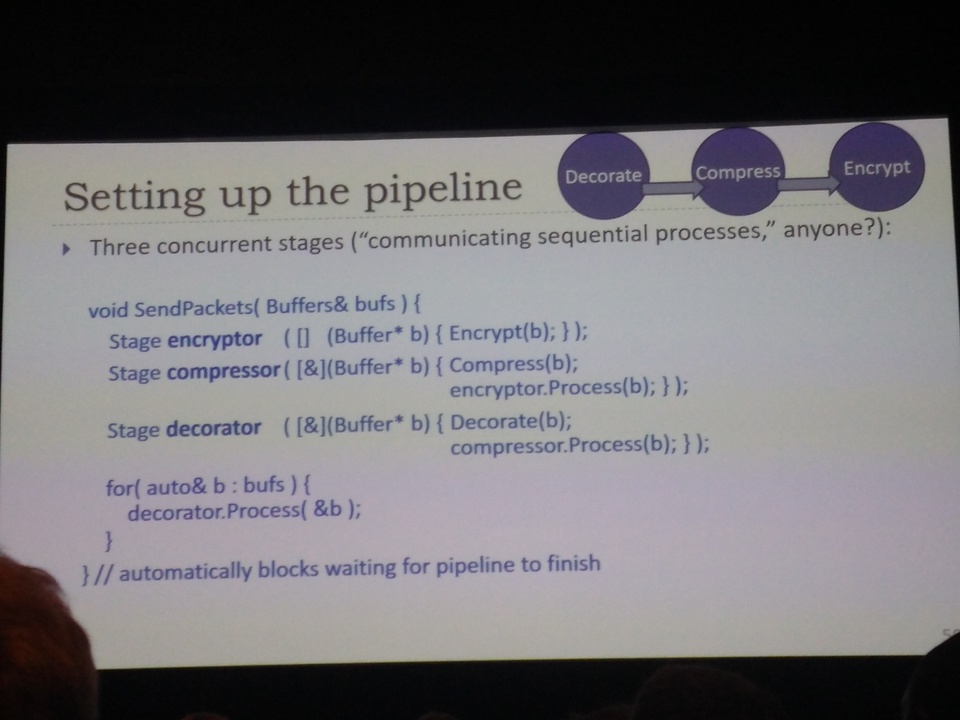 Setting up the pipeline
Decorate
Compress
Encrypt
Three concurrent stages (“communicating sequential processes,” anyone?):
void SendPackets( Buffers& bufs ) {
Stage encryptor ( [] (Buffer* b) { Encrypt(b); } );
Stage compressor ( [&](Buffer* b) { Compress(b);
encryptor.Process(b); } );
Stage decorator ( [&](Buffer* b) { Decorate(b);
compressor.Process(b); } );
for( auto& b : bufs ) {
decorator.Process( &b );
}
} // automatically blocks waiting for pipeline to finish